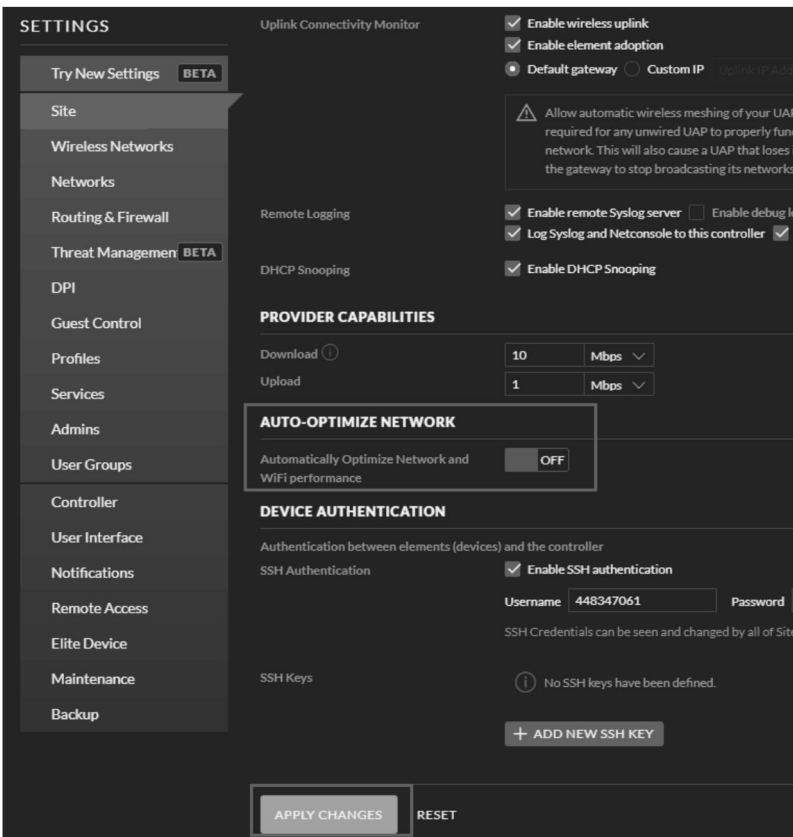 SETTINGS
Try New Settings BETA
Site
Wireless Networks
Networks
Routing & Firewall
Threat Managemen BETA
DPI
Guest Control
Profiles
Services
Admins
User Groups
Controller
User Interface
Notifications
Remote Access
Elite Device
Maintenance
Backup
Uplink Connectivity Monitor
Enable wireless uplink
Enable element adoption
Default gateway Custom IP Uplink IP Add
Allow automatic wireless meshing of your UAP
required for any unwired UAP to properly fun
network. This will also cause a UAP that loses
the gateway to stop broadcasting its networks
Remote Logging
Enable remote Syslog server Enable debug l
Log Syslog and Netconsole to this controller
DHCP Snooping
Enable DHCP Snooping
PROVIDER CAPABILITIES
Download 10 Mbps
Upload 1 Mbps
AUTO-OPTIMIZE NETWORK
Automatically Optimize Network and
WiFi performance
OFF
DEVICE AUTHENTICATION
Authentication between elements (devices) and the controller
SSH Authentication
Enable SSH authentication
Username 448347061 Password
SSH Credentials can be seen and changed by all of Site
SSH Keys
No SSH keys have been defined.
+ ADD NEW SSH KEY
APPLY CHANGES RESET